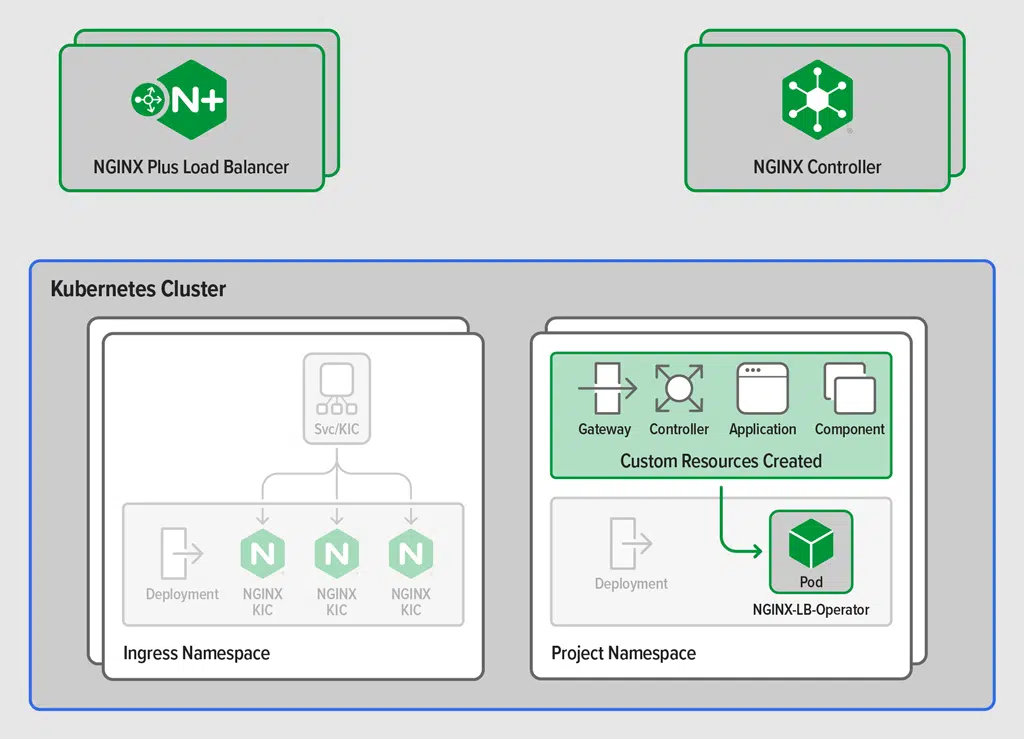 N+
NGINX Plus Load Balancer
NGINX Controller
Kubernetes Cluster
Svc/KIC
Deployment
N
NGINX
KIC
N
NGINX
KIC
N
NGINX
KIC
Ingress Namespace
Gateway
Controller
Application
Component
Custom Resources Created
Deployment
Pod
NGINX-LB-Operator
Project Namespace